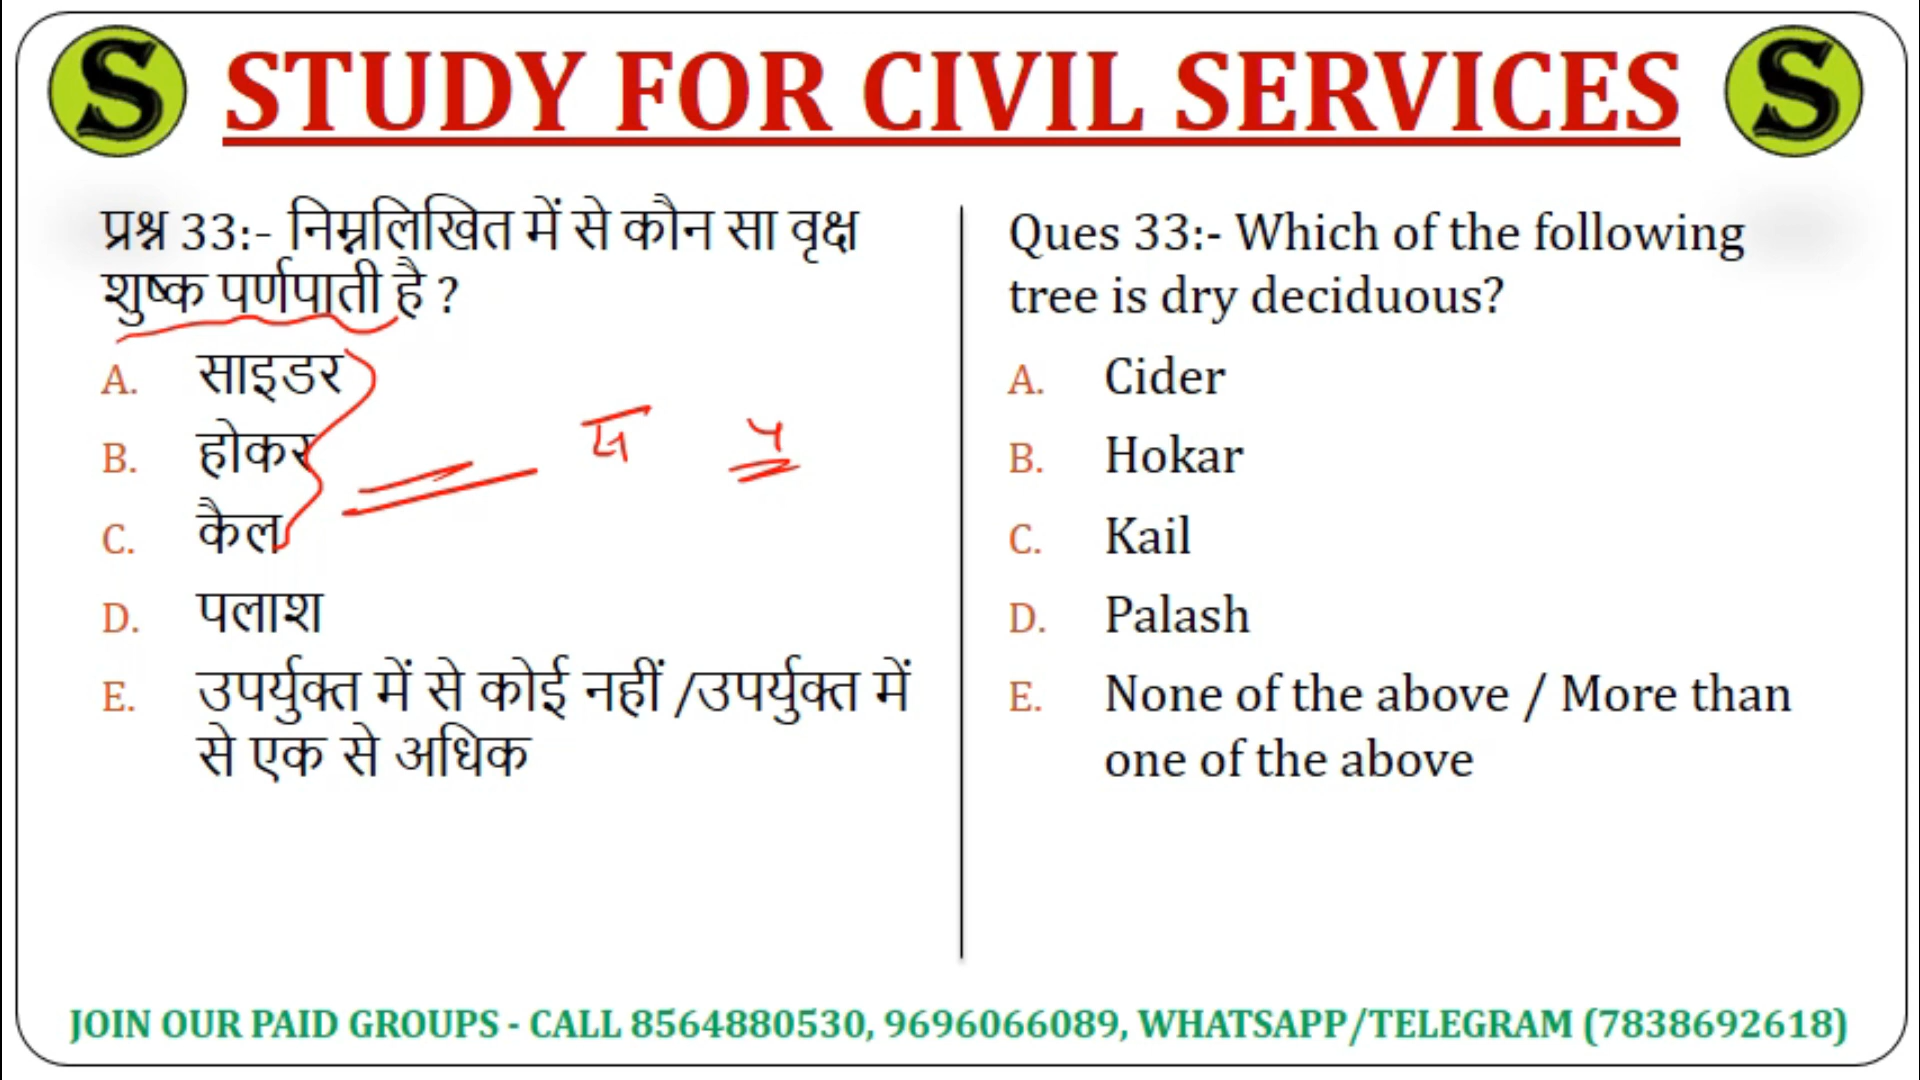 S STUDY FOR CIVIL SERVICES S
प्रश्न 33:- निम्नलिखित में से कौन सा वृक्ष
शुष्क पर्णपाती है ?
A. साइडर
B. होकर
C. कैल
D. पलाश
E. उपर्युक्त में से कोई नहीं /उपर्युक्त में
से एक से अधिक
Ques 33:- Which of the following
tree is dry deciduous?
A. Cider
B. Hokar
C. Kail
D. Palash
E. None of the above / More than
one of the above
JOIN OUR PAID GROUPS - CALL 8564880530, 9696066089, WHATSAPP/TELEGRAM (7838692618)